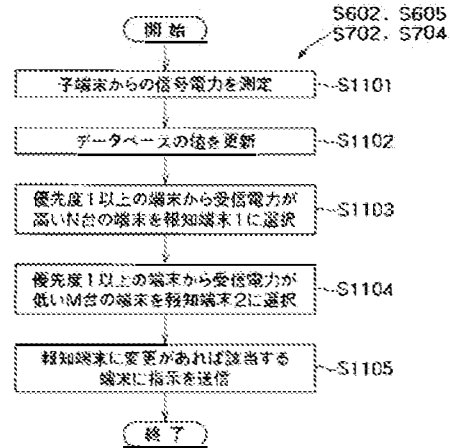 S602、S605
S702、S704
開始
子端末からの信号電力を測定
S1101
データベースの値を更新
S1102
優先度1以上の端末から受信電力が
高いN台の端末を報知端末1に選択
S1103
優先度1以上の端末から受信電力が
低いM台の端末を報知端末2に選択
S1104
報知端末に変更があれば該当する
端末に指示を送信
S1105
終了